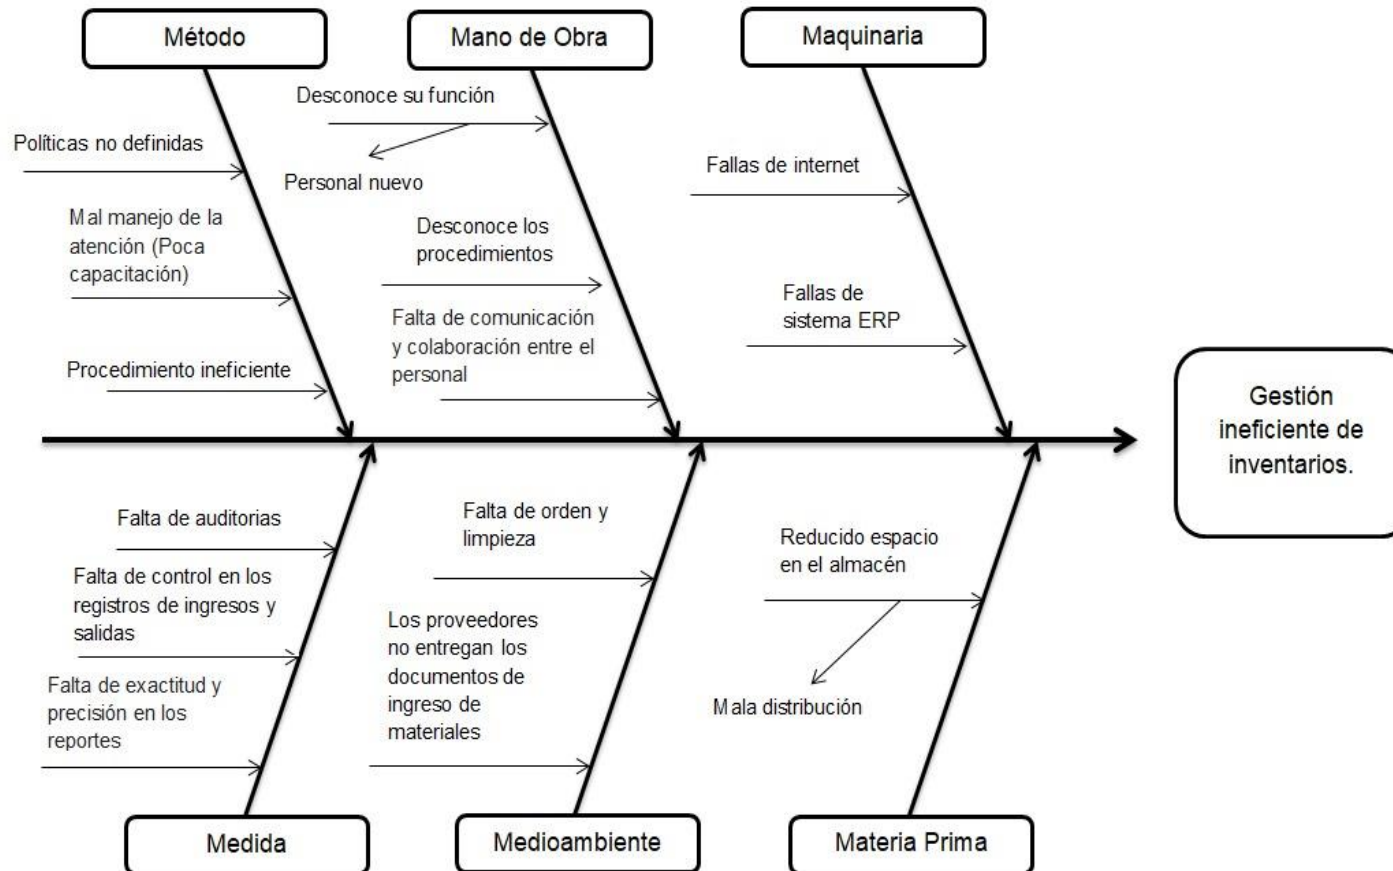 Método
Mano de Obra
Maquinaria
Desconoce su función
Políticas no definidas
Personal nuevo
Fallas de internet
Mal manejo de la
atención (Poca
capacitación)
Desconoce los
procedimientos
Fallas de
sistema ERP
Falta de comunicación
y colaboración entre el
personal
Procedimiento ineficiente
Gestión
ineficiente de
inventarios.
Falta de auditorias
Falta de control en los
registros de ingresos y
salidas
Falta de exactitud y
precisión en los
reportes
Falta de orden y
limpieza
Los proveedores
no entregan los
documentos de
ingreso de
materiales
Reducido espacio
en el almacén
Mala distribución
Medida
Medioambiente
Materia Prima